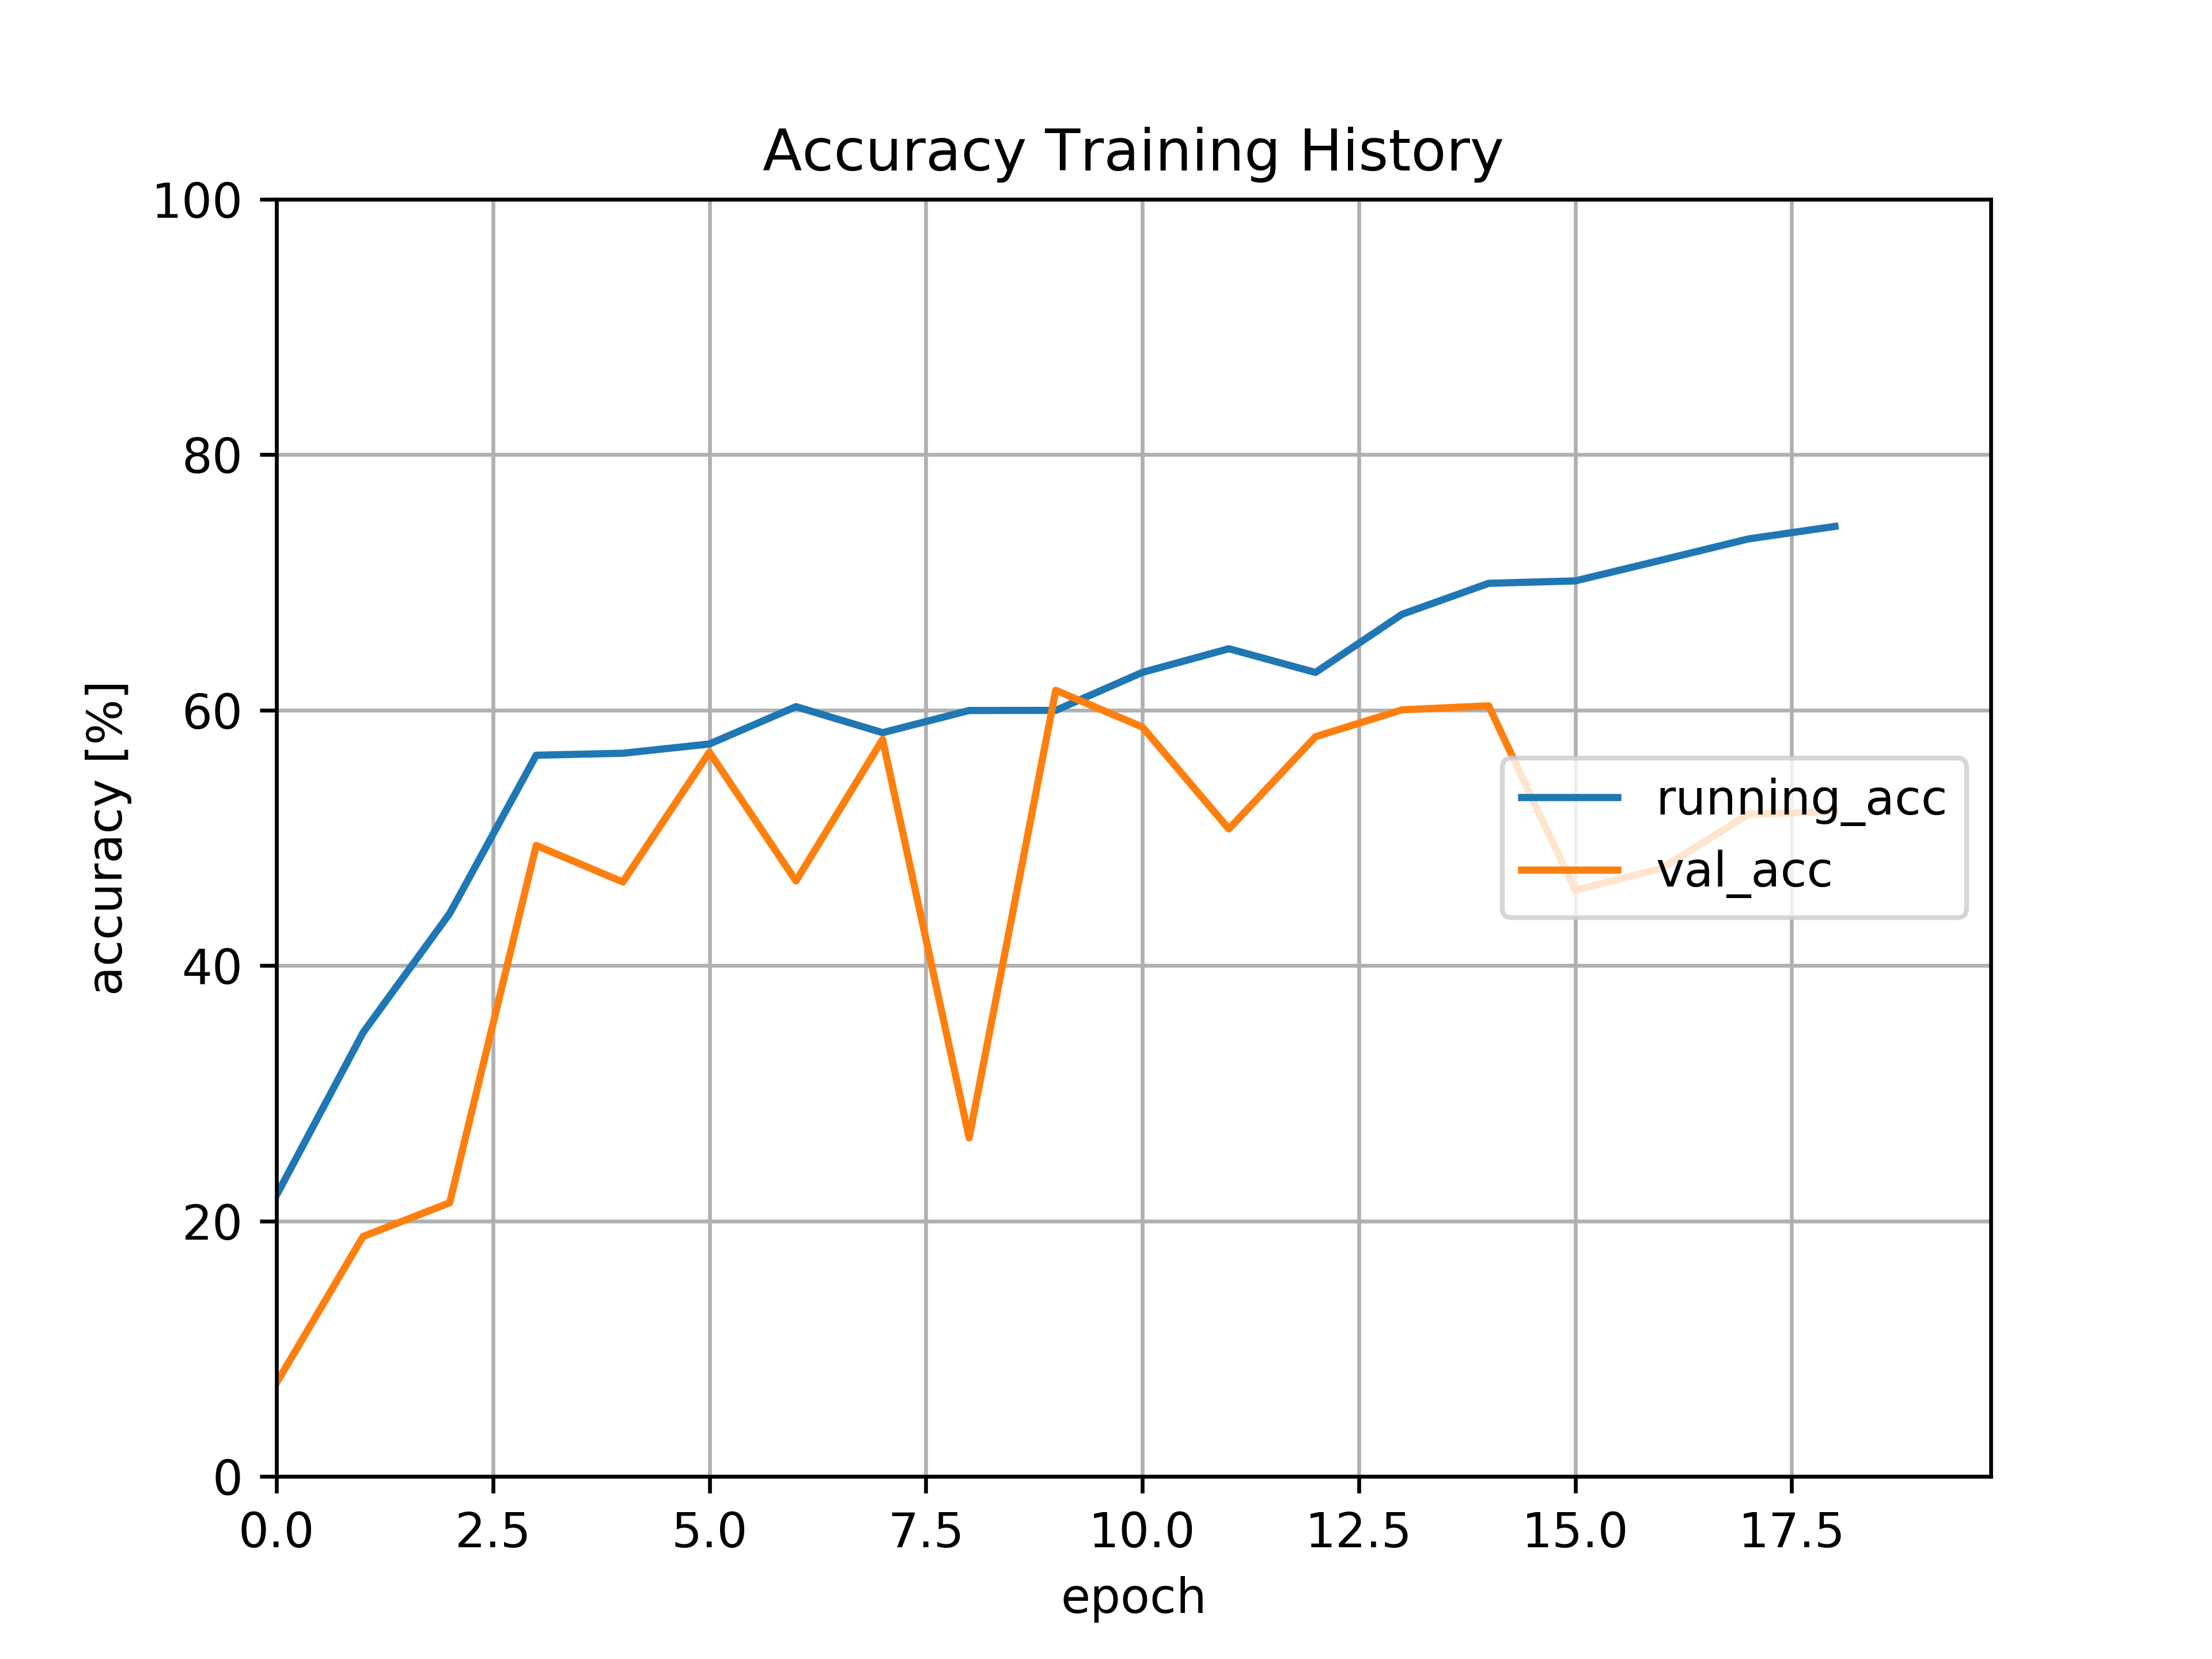 Accuracy Training History
100
80
60
40
20
0
accuracy [%]
running_acc
val_acc
0.0 2.5 5.0 7.5 10.0 12.5 15.0 17.5
epoch